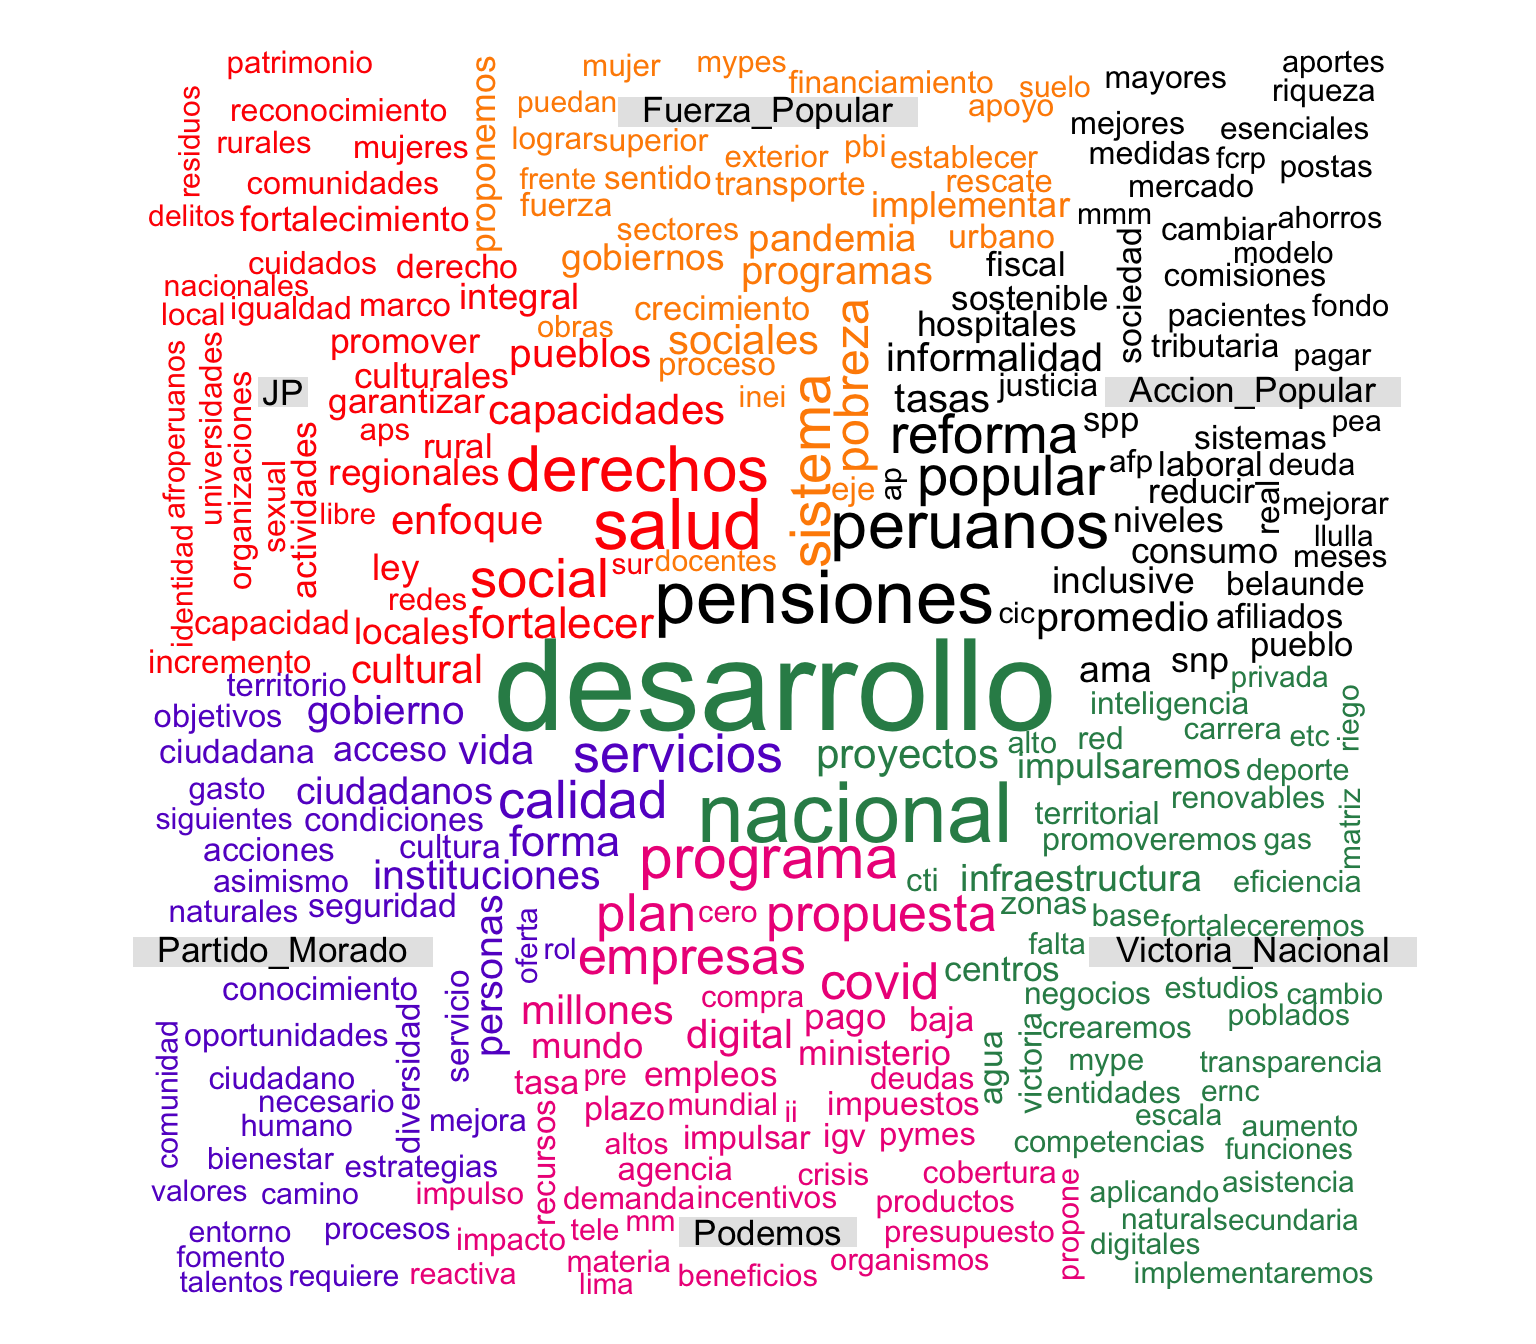 patrimonio
reconocimiento
residuos
rurales
mujeres
comunidades
delitos
fortalecimiento
cuidados
derecho
nacionales
local
igualdad
marco
integral
promover
pueblos
culturales
JP
garantizar
capacidades
aps
rural
regionales
derechos
afroperuanos
universidades
organizaciones
sexual
actividades
libre
enfoque
salud
identidad
ley
social
sur
redes
capacidad
locales
fortalecer
incremento
cultural
proponemos
mujer
mypes
financiamiento
suelo
puedan
Fuerza_Popular
apoyo
lograr
superior
exterior
pbi
establecer
frente
sentido
transporte
rescate
fuerza
implementar
sectores
pandemia
urbano
gobiernos
programas
crecimiento
obras
sociales
proceso
inei
pobreza
sistema
eje
docentes
aportes
mayores
riqueza
mejores
esenciales
medidas
fcrp
postas
mercado
mmm
cambiar
ahorros
sociedad
modelo
fiscal
comisiones
sostenible
fondo
hospitales
pacientes
tributaria
informalidad
pagar
justicia
Accion_Popular
tasas
spp
pea
reforma
sistemas
ap
popular
afp
laboral
deuda
reducir
real
mejorar
peruanos
niveles
llulla
consumo
meses
pensiones
inclusive
belaunde
cic
promedio
afiliados
pueblo
ama
snp
desarrollo
privada
inteligencia
riego
carrera
etc
alto
red
proyectos
impulsaremos
deporte
renovables
nacional
territorial
matriz
promoveremos
gas
cti
infraestructura
eficiencia
zonas
base
fortaleceremos
falta
Victoria_Nacional
centros
negocios
estudios
cambio
poblados
crearemos
victoria
agua
mype
transparencia
entidades
ernc
escala
aumento
competencias
funciones
asistencia
aplicando
natural
secundaria
digitales
implementaremos
territorio
objetivos
gobierno
ciudadana
acceso
vida
servicios
gasto
ciudadanos
calidad
siguientes
condiciones
acciones
cultura
forma
asimismo
instituciones
naturales
seguridad
personas
oferta
rol
Partido_Morado
conocimiento
servicio
diversidad
oportunidades
comunidad
ciudadano
necesario
humano
mejora
bienestar
estrategias
valores
camino
entorno
procesos
fomento
talentos
requiere
programa
plan
cero
propuesta
empresas
covid
compra
millones
pago
baja
digital
mundo
ministerio
tasa
pre
empleos
deudas
plazo
mundial
ii
impuestos
recursos
altos
impulsar
igv
pymes
agencia
crisis
cobertura
impulso
demanda
incentivos
productos
propone
tele
mm
Podemos
presupuesto
impacto
materia
organismos
reactiva
lima
beneficios